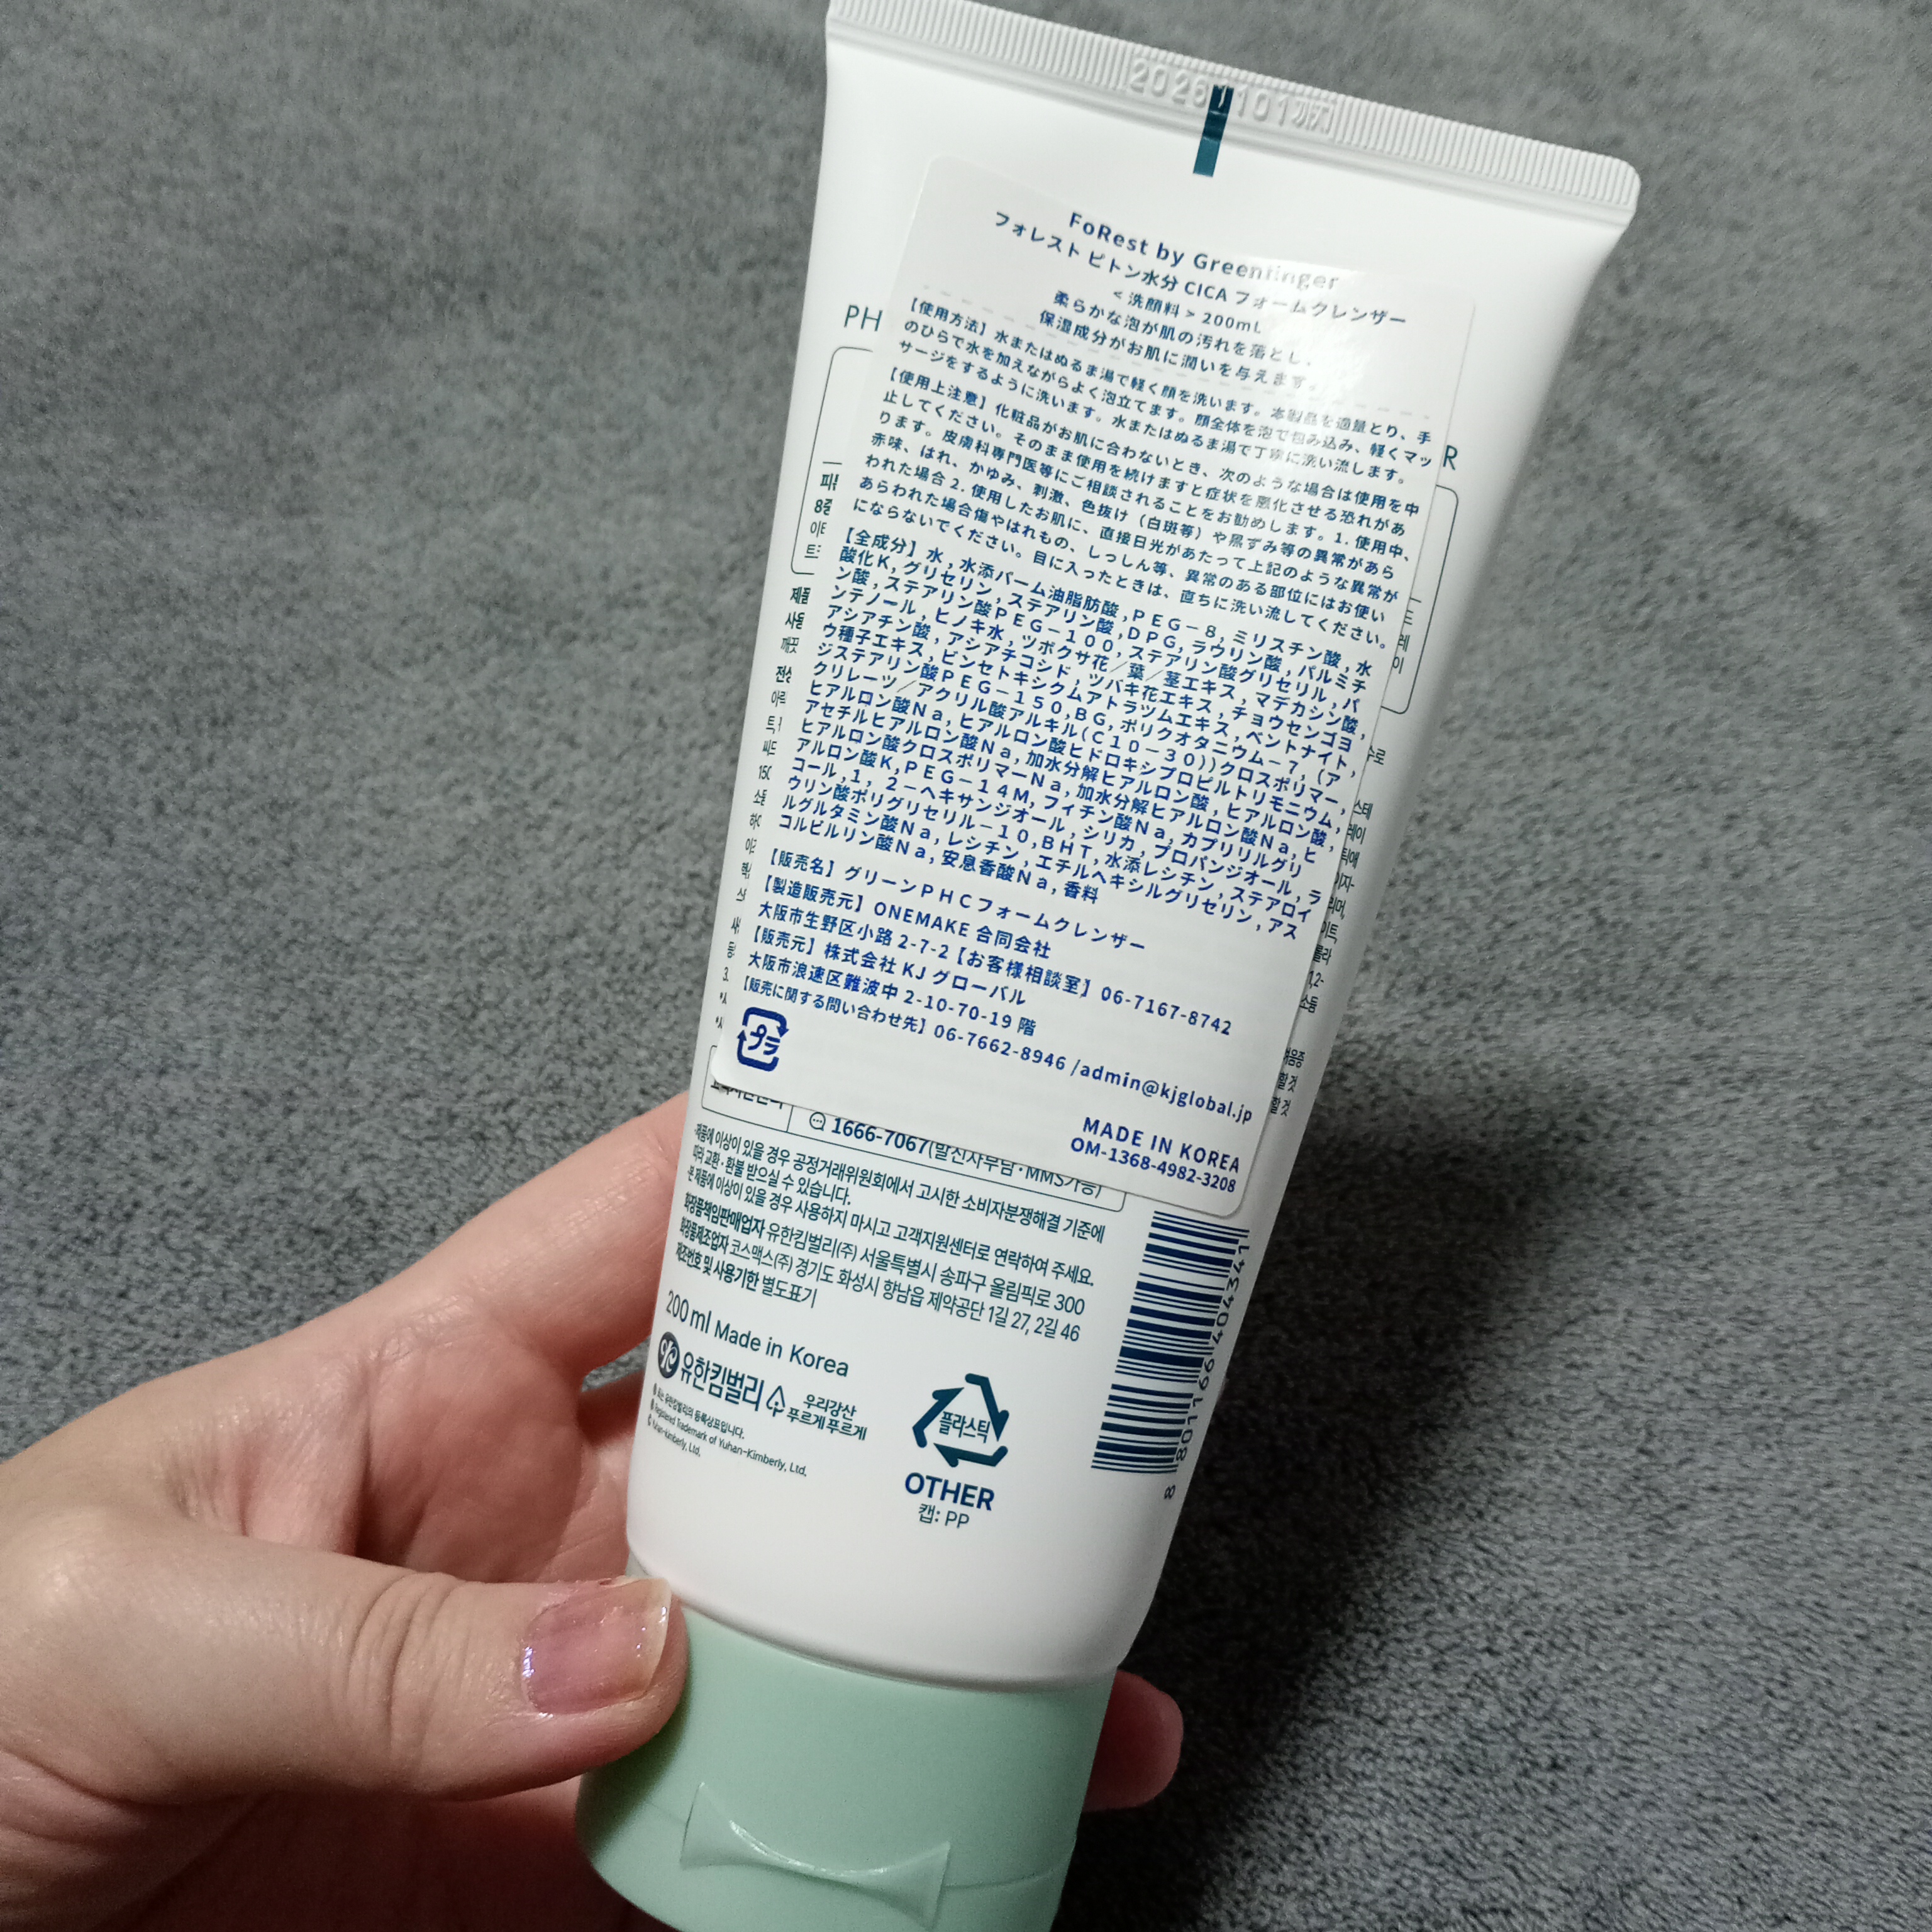 FoRest by Greenfinger
フォレスト ピトン水分 CICA フォームクレンザー
< 洗顔料 > 200mL
柔らかな泡が肌の汚れを落とし、
保湿成分がお肌に潤いを与えます。
【使用方法】水またはぬるま湯で軽く顔を洗います。本製品を適量とり、手
のひらで水を加えながらよく泡立てます。顔全体を泡で包み込み、軽くマッ
サージをするように洗います。水またはぬるま湯で丁寧に洗い流します。
【使用上注意】化粧品がお肌に合わないとき、次のような場合は使用を中
止してください。そのまま使用を続けますと症状を悪化させる恐れがあ
ります。皮膚科専門医等にご相談されることをお勧めします。1. 使用中、
赤味、はれ、かゆみ、刺激、色抜け（白斑等）や黒ずみ等の異常があら
われた場合 2. 使用したお肌に、直接日光があたって上記のような異常が
あらわれた場合傷やはれもの、しっしん等、異常のある部位にはお使い
にならないでください。目に入ったときは、直ちに洗い流してください。
【全成分】水 , 水添パーム油脂肪酸 , ＰＥＧ－８, ミリスチン酸 , 水
酸化Ｋ, グリセリン , ステアリン酸 , ＤＰＧ, ラウリン酸 , パルミチ
ン酸 , ステアリン酸ＰＥＧ－１００, ステアリン酸グリセリル , パ
ンテノール , ヒノキ水 , ツボクサ花／葉／茎エキス , マデカシン酸 ,
アシアチン酸 , アシアチコシド , ツバキ花エキス , チョウセンゴヨ
ウ種子エキス , ビンセトキシクムアトラツムエキス , ベントナイト ,
ジステアリン酸ＰＥＧ－１５０, ＢＧ, ポリクオタニウム－７, （ア
クリレーツ／アクリル酸アルキル（Ｃ１０－３０））クロスポリマー ,
ヒアルロン酸Ｎａ, ヒアルロン酸ヒドロキシプロピルトリモニウム ,
アセチルヒアルロン酸Ｎａ, 加水分解ヒアルロン酸 , ヒアルロン酸 ,
ヒアルロン酸クロスポリマーＮａ, 加水分解ヒアルロン酸Ｎａ, ヒ
アルロン酸Ｋ, ＰＥＧ－１４Ｍ, フィチン酸Ｎａ, カプリリルグリ
コール , １，２－ヘキサンジオール , シリカ , プロパンジオール , ラ
ウリン酸ポリグリセリル－１０, ＢＨＴ, 水添レシチン , ステアロイ
ルグルタミン酸Ｎａ, レシチン , エチルヘキシルグリセリン , アス
コルビルリン酸Ｎａ, 安息香酸Ｎａ, 香料
【販売名】グリーンＰＨＣフォームクレンザー
【製造販売元】ONEMAKE 合同会社
大阪市生野区小路 2-7-2【お客様相談室】06-7167-8742
【販売元】株式会社 KJ グローバル
大阪市浪速区難波中 2-10-70-19 階
【販売に関する問い合わせ先】06-7662-8946 /admin@kjglobal.jp
プラ
MADE IN KOREA
OM-1368-4982-3208
1666-7067(발신자부담·MMS가능)
·제품에 이상이 있을 경우 공정거래위원회에서 고시한 소비자분쟁해결 기준에
따라 교환·환불 받으실 수 있습니다.
·본 제품에 이상이 있을 경우 사용하지 마시고 고객지원센터로 연락하여 주세요.
화장품책임판매업자 유한킴벌리(주) 서울특별시 송파구 올림픽로 300
화장품제조업자 코스맥스(주) 경기도 화성시 향남읍 제약공단 1길 27, 2길 46
제조번호 및 사용기한 별도표기
200 ml Made in Korea
유한킴벌리
우리강산
푸르게 푸르게
표는 유한킴벌리의 등록상표입니다.
Registered Trademark of Yuhan-Kimberly, Ltd.
Yuhan-Kimberly, Ltd.
플라스틱
OTHER
캡: PP
8 801166 404341